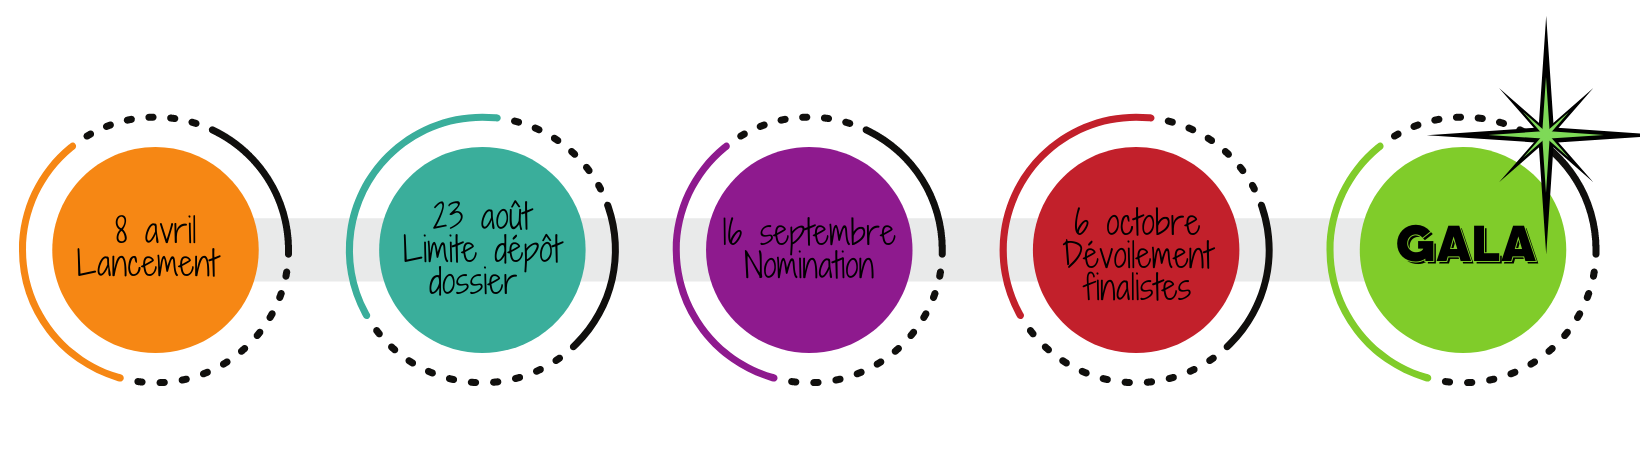 8 avril
Lancement
23 août
Limite dépôt
dossier
16 septembre
Nomination
6 octobre
Dévoilement
finalistes
GALA